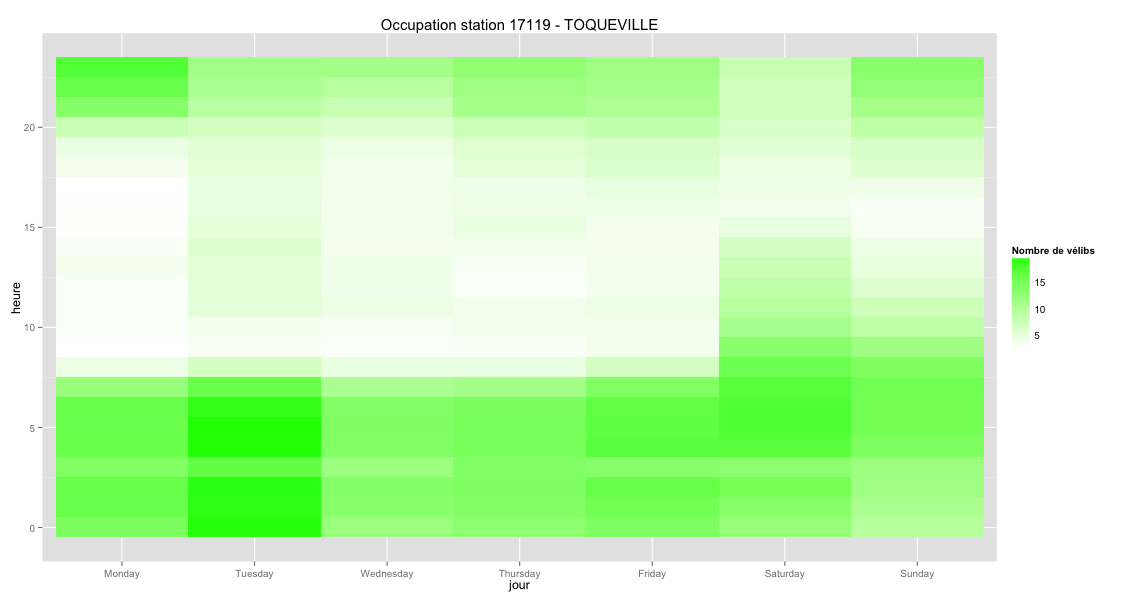 Occupation station 17119 - TOQUEVILLE
heure
20
15
10
5
0
Monday Tuesday Wednesday Thursday Friday Saturday Sunday
jour
Nombre de vélibs
15
10
5